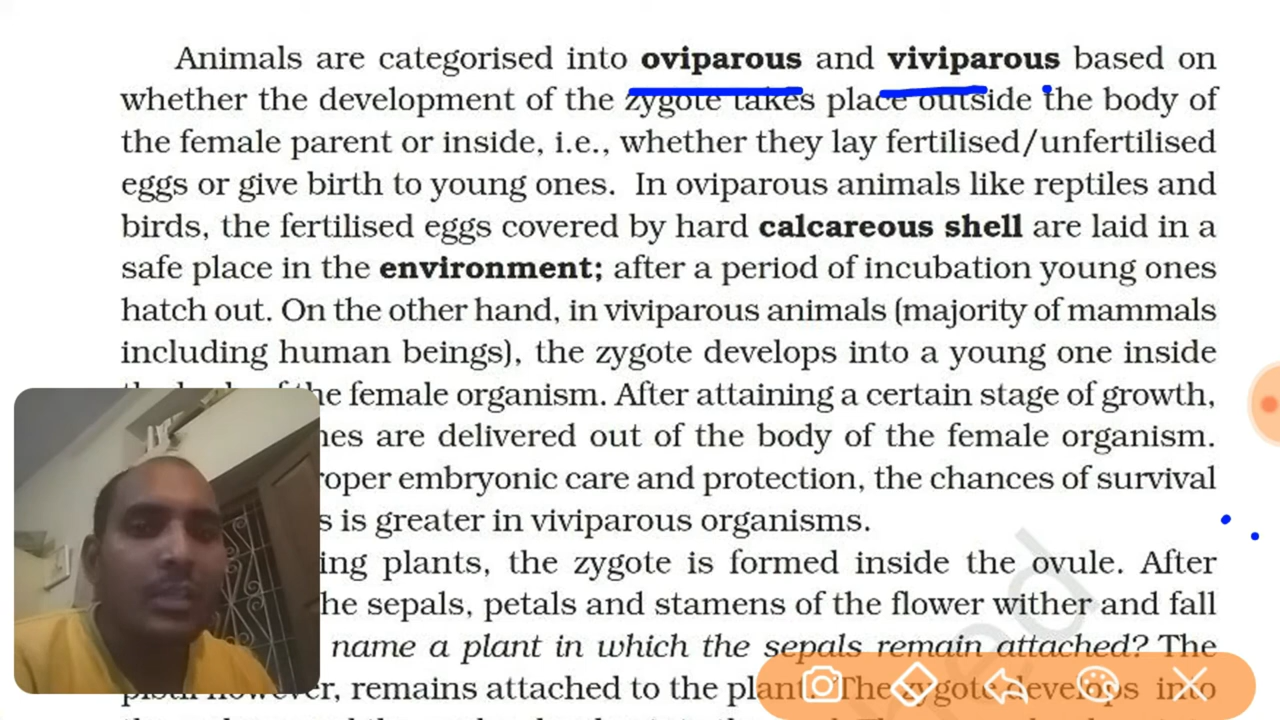 Animals are categorised into oviparous and viviparous based on
whether the development of the zygote takes place outside the body of
the female parent or inside, i.e., whether they lay fertilised/unfertilised
eggs or give birth to young ones. In oviparous animals like reptiles and
birds, the fertilised eggs covered by hard calcareous shell are laid in a
safe place in the environment; after a period of incubation young ones
hatch out. On the other hand, in viviparous animals (majority of mammals
including human beings), the zygote develops into a young one inside
the female organism. After attaining a certain stage of growth,
are delivered out of the body of the female organism.
embryonic care and protection, the chances of survival
is greater in viviparous organisms.
plants, the zygote is formed inside the ovule. After
the sepals, petals and stamens of the flower wither and fall
name a plant in which the sepals remain attached? The
pistil however, remains attached to the plant. The zygote develops into